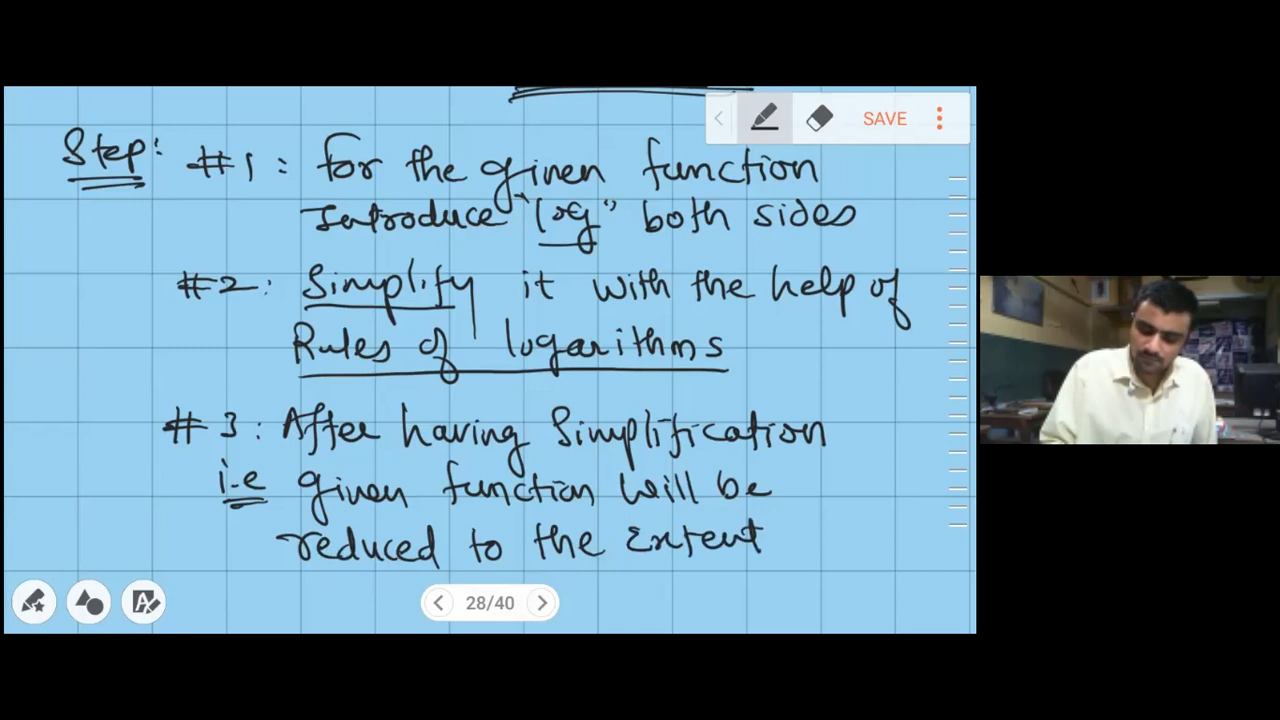 SAVE
Step: #1: for the given function
Introduce "log" both sides
#2: Simplify it with the help of
Rules of logarithms
#3: After having Simplification
i.e given function will be
reduced to the Extent
28/40